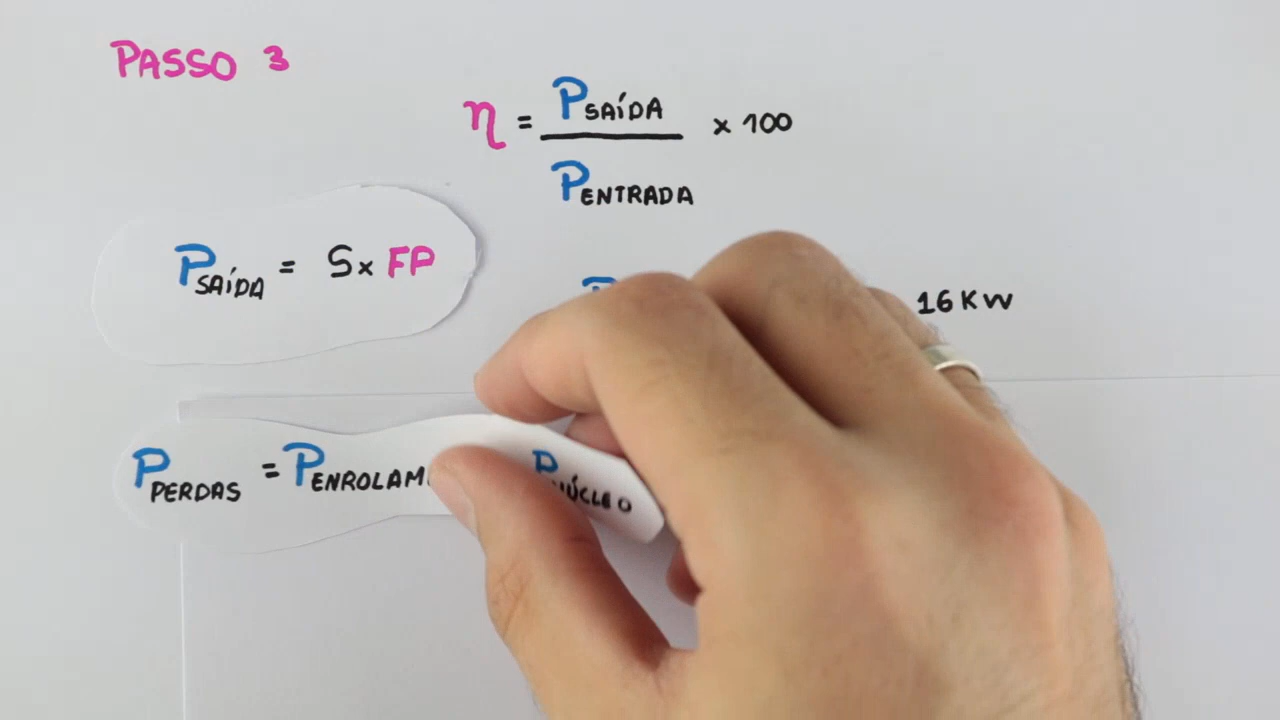 PASSO 3
η = PSAÍDA / PENTRADA × 100
PSAÍDA = S× FP
16 KW
PPERDAS = PENROLAM